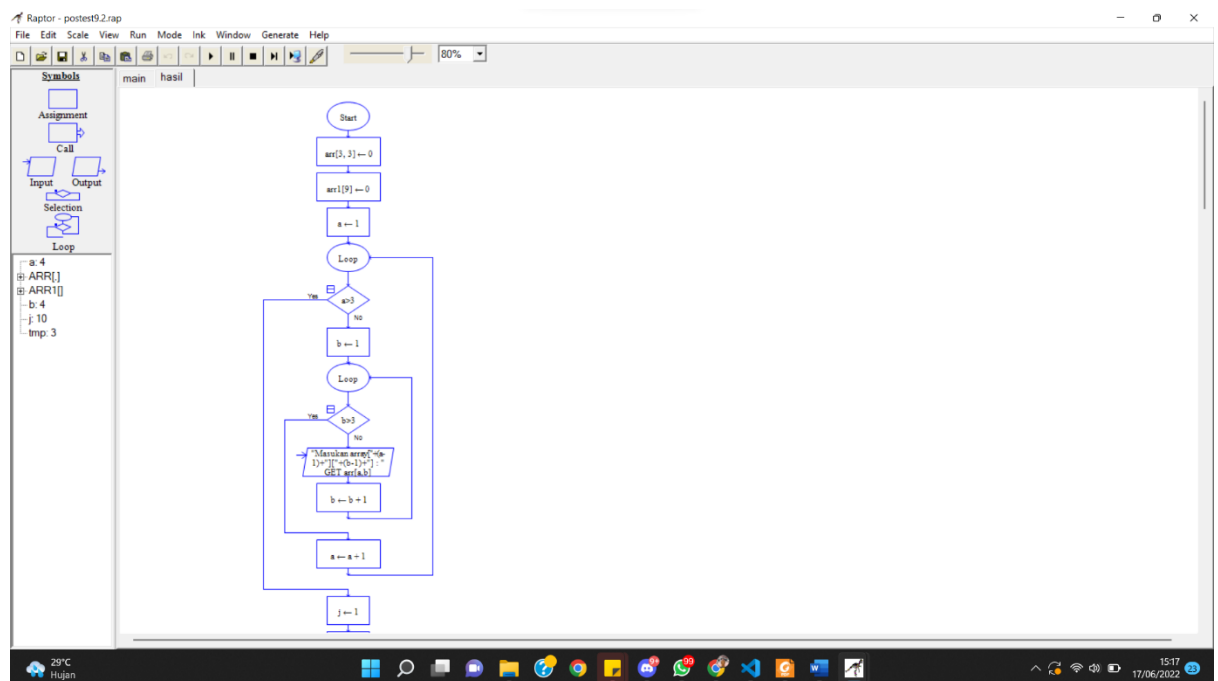 Raptor - postest9.2.rap
File Edit Scale View Run Mode Ink Window Generate Help
80%
Symbols
main hasil
Assignment
Call
Input Output
Selection
Loop
a: 4
ARR[,]
ARR1[]
b: 4
j: 10
tmp: 3
Start
arr[3, 3] ← 0
arr1[9] ← 0
a ← 1
Loop
Yes
a>3
No
b ← 1
Loop
Yes
b>3
No
"Masukan array["+(a-
1)+"]["+(b-1)+"] : "
GET arr[a,b]
b ← b + 1
a ← a + 1
j ← 1
29°C
Hujan
9+
99
15:17
17/06/2022
23